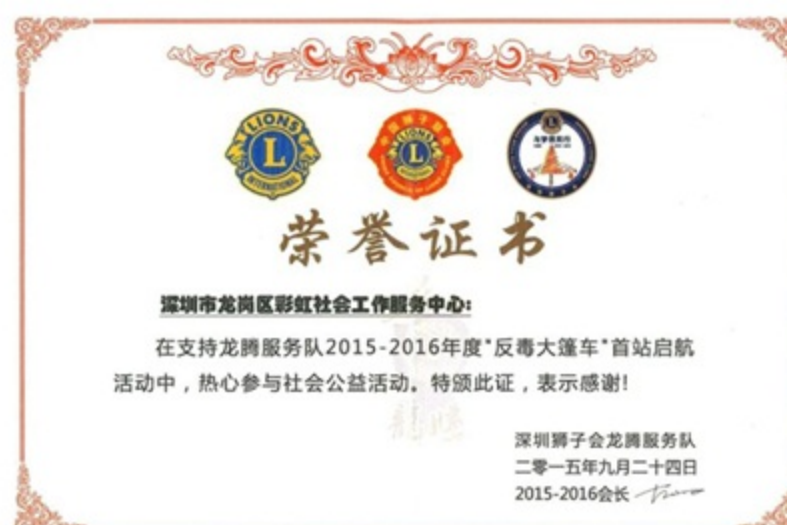 LIONS
L
INTERNATIONAL
LIONS
L
荣誉证书
深圳市龙岗区彩虹社会工作服务中心:
在支持龙腾服务队2015-2016年度"反毒大篷车"首站启航
活动中，热心参与社会公益活动。特颁此证，表示感谢!
龍騰
深圳狮子会龙腾服务队
二零一五年九月二十四日
2015-2016会长